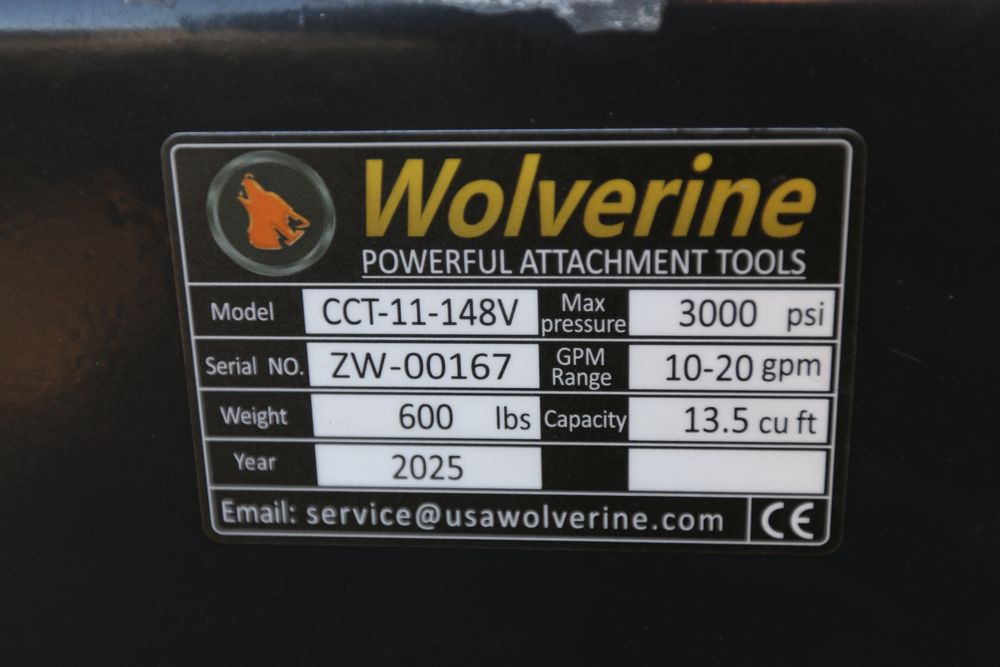 Wolverine
POWERFUL ATTACHMENT TOOLS
Model CCT-11-148V Max pressure 3000 psi
Serial NO. ZW-00167 GPM Range 10-20 gpm
Weight 600 lbs Capacity 13.5 cu ft
Year 2025
Email: service@usawolverine.com CE